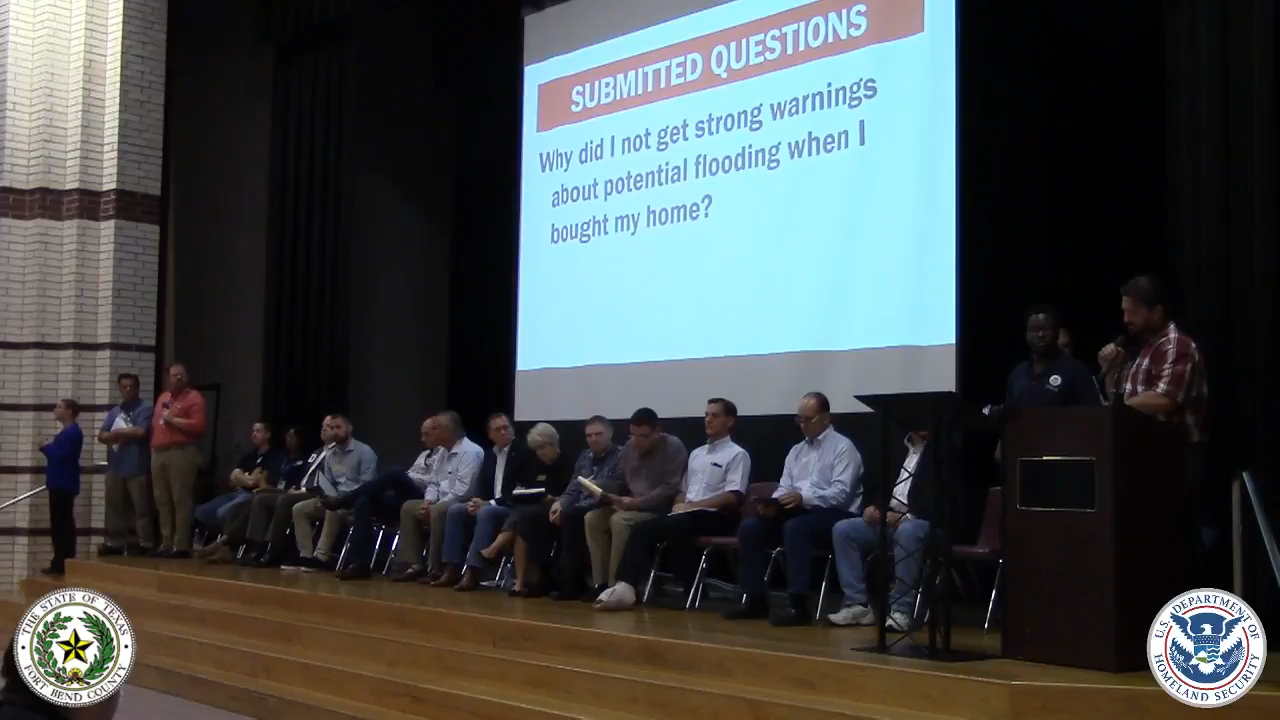 SUBMITTED QUESTIONS
Why did I not get strong warnings
about potential flooding when I
bought my home?
THE STATE OF TEXAS
FORT BEND COUNTY
U.S. DEPARTMENT OF
HOMELAND SECURITY